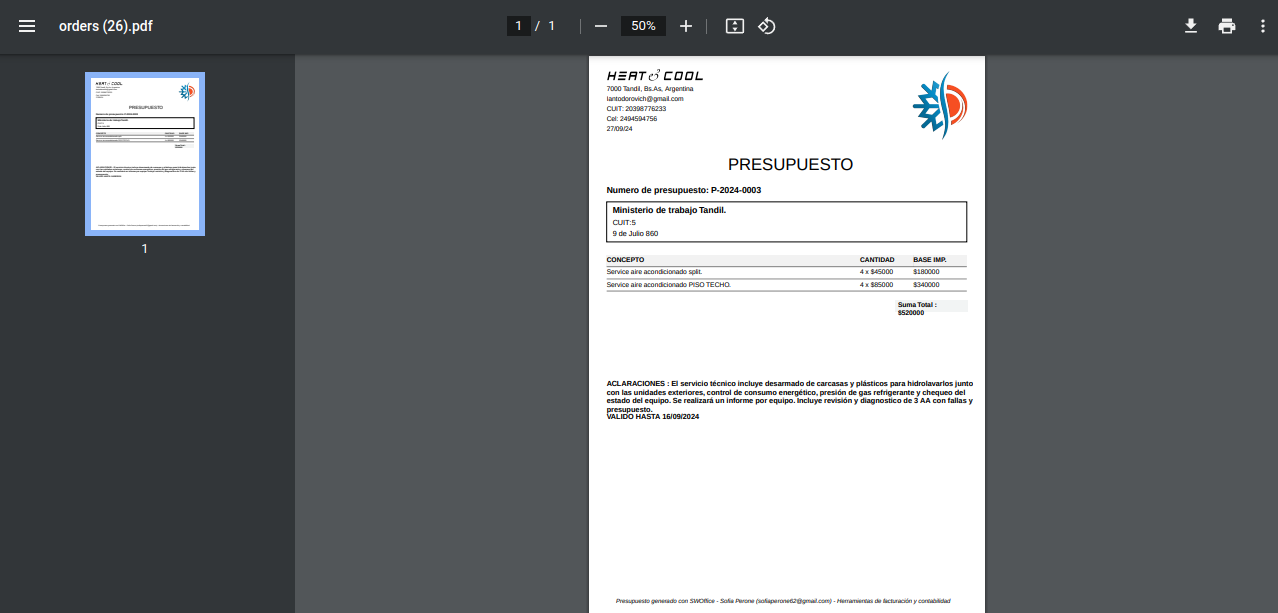 orders (26).pdf
1 / 1
50%
1
HEAT & COOL
7000 Tandil, Bs.As, Argentina
lantodorovich@gmail.com
CUIT: 20398776233
Cel: 2494594756
27/09/24
PRESUPUESTO
Numero de presupuesto: P-2024-0003
Ministerio de trabajo Tandil.
CUIT:5
9 de Julio 860
CONCEPTO CANTIDAD BASE IMP.
Service aire acondicionado split. 4 x $45000 $180000
Service aire acondicionado PISO TECHO. 4 x $85000 $340000
Suma Total :
$520000
ACLARACIONES : El servicio técnico incluye desarmado de carcasas y plásticos para hidrolavarlos junto
con las unidades exteriores, control de consumo energético, presión de gas refrigerante y chequeo del
estado del equipo. Se realizará un informe por equipo. Incluye revisión y diagnostico de 3 AA con fallas y
presupuesto.
VALIDO HASTA 16/09/2024
Presupuesto generado con SWOffice - Sofia Perone (sofiaperone62@gmail.com) - Herramientas de facturación y contabilidad